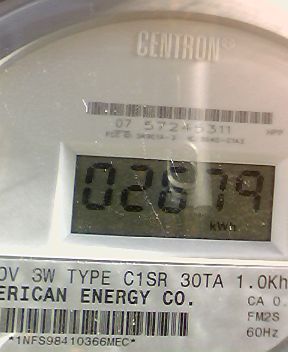 CENTRON®
07 57245311
02879
kWh
0V 3W TYPE C1SR 30TA 1.0Kh
ERICAN ENERGY CO. CA 0.
FM2S
60Hz
*1NFS98410366MEC*